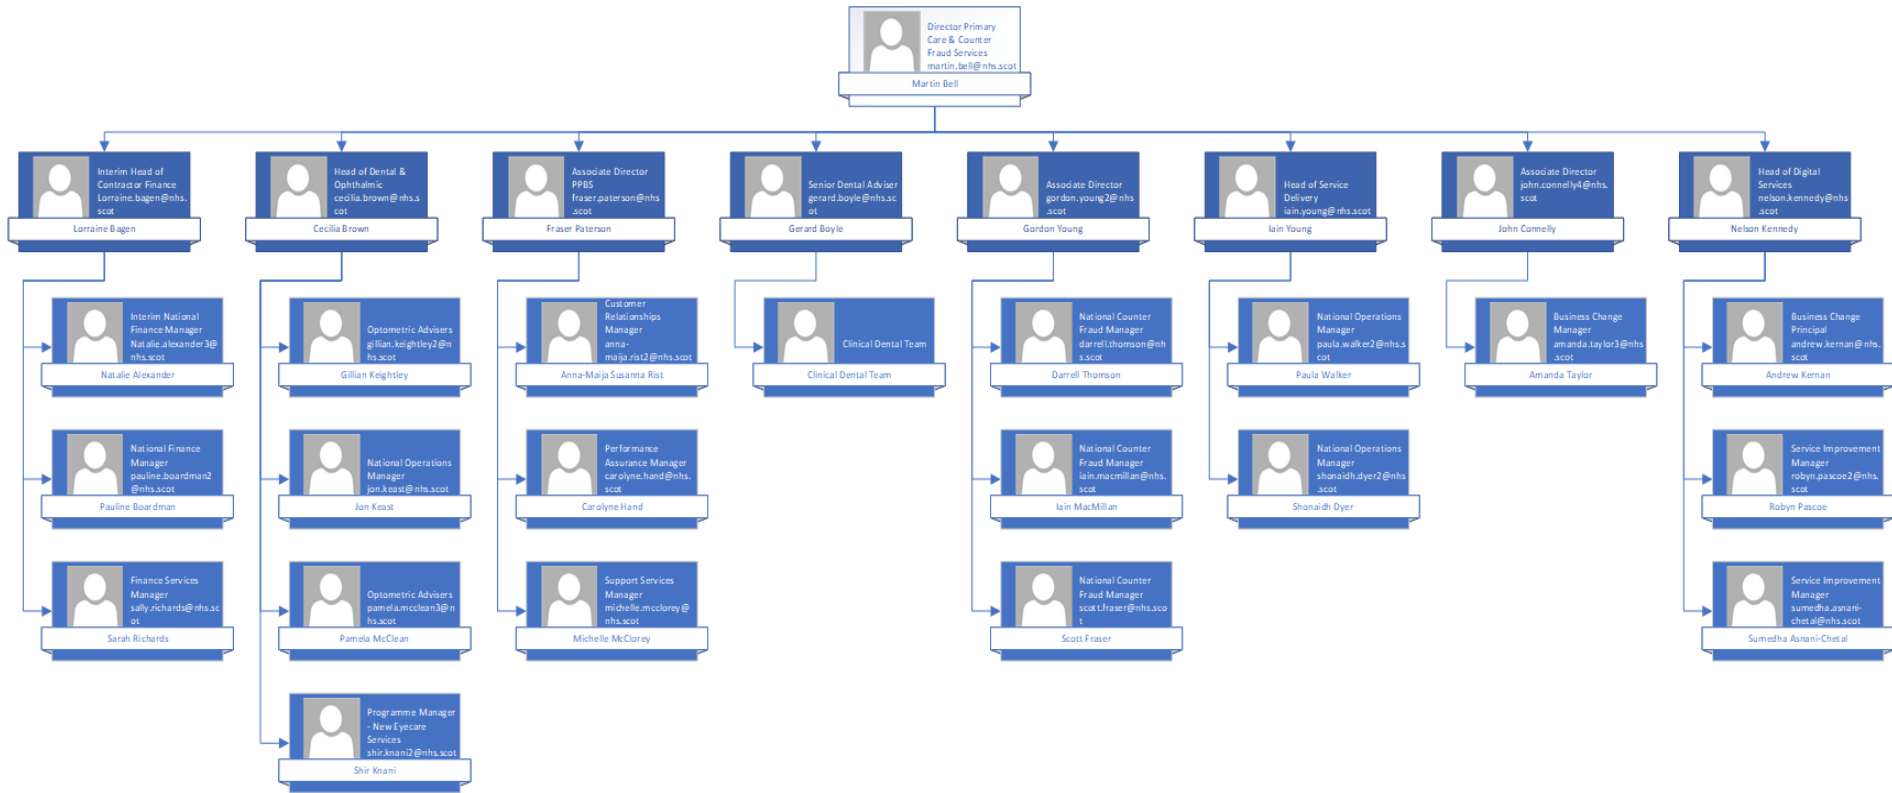 Director Primary
Care & Counter
Fraud Services
martin.bell@nhs.scot
Martin Bell
Interim Head of
Contractor Finance
Lorraine.bagen@nhs.
scot
Lorraine Bagen
Head of Dental &
Ophthalmic
cecilia.brown@nhs.s
cot
Cecilia Brown
Associate Director
PPBS
fraser.paterson@nhs
.scot
Fraser Paterson
Senior Dental Adviser
gerard.boyle@nhs.sc
ot
Gerard Boyle
Associate Director
gordon.young2@nhs
.scot
Gordon Young
Head of Service
Delivery
iain.young@nhs.scot
Iain Young
Associate Director
john.connelly4@nhs.
scot
John Connelly
Head of Digital
Services
nelson.kennedy@nhs
.scot
Nelson Kennedy
Interim National
Finance Manager
Natalie.alexander3@
nhs.scot
Natalie Alexander
Optometric Advisers
gillian.keightley2@n
hs.scot
Gillian Keightley
Customer
Relationships
Manager
anna-
maija.rist2@nhs.scot
Anna-Maija Susanna Rist
Clinical Dental Team
Clinical Dental Team
National Counter
Fraud Manager
darrell.thomson@nh
s.scot
Darrell Thomson
National Operations
Manager
paula.walker2@nhs.s
cot
Paula Walker
Business Change
Manager
amanda.taylor3@nhs
.scot
Amanda Taylor
Business Change
Principal
andrew.kernan@nhs.
scot
Andrew Kernan
National Finance
Manager
pauline.boardman2
@nhs.scot
Pauline Boardman
National Operations
Manager
jon.keast@nhs.scot
Jon Keast
Performance
Assurance Manager
carolyne.hand@nhs.
scot
Carolyne Hand
National Counter
Fraud Manager
iain.macmillan@nhs.
scot
Iain MacMillan
National Operations
Manager
shonaidh.dyer2@nhs
.scot
Shonaidh Dyer
Service Improvement
Manager
robyn.pascoe2@nhs.
scot
Robyn Pascoe
Finance Services
Manager
sally.richards@nhs.sc
ot
Sarah Richards
Optometric Advisers
pamela.mcclean3@n
hs.scot
Pamela McClean
Support Services
Manager
michelle.mcclorey@
nhs.scot
Michelle McClorey
National Counter
Fraud Manager
scott.fraser@nhs.sco
t
Scott Fraser
Service Improvement
Manager
sumedha.asnani-
chetal@nhs.scot
Sumedha Asnani-Chetal
Programme Manager
- New Eyecare
Services
shir.knani2@nhs.scot
Shir Knani